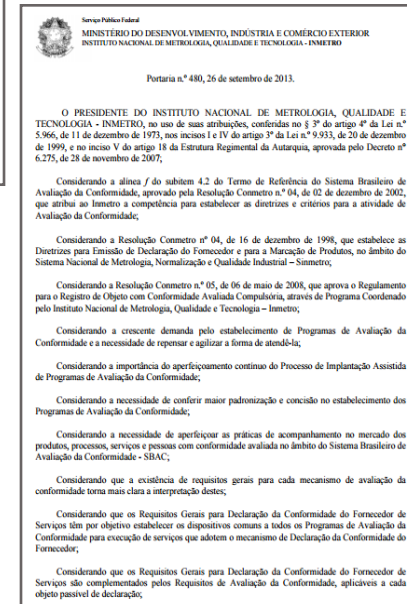 Serviço Público Federal
MINISTÉRIO DO DESENVOLVIMENTO, INDÚSTRIA E COMÉRCIO EXTERIOR
INSTITUTO NACIONAL DE METROLOGIA, QUALIDADE E TECNOLOGIA - INMETRO
Portaria n.º 480, 26 de setembro de 2013.
O PRESIDENTE DO INSTITUTO NACIONAL DE METROLOGIA, QUALIDADE E
TECNOLOGIA - INMETRO, no uso de suas atribuições, conferidas no § 3º do artigo 4º da Lei n.º
5.966, de 11 de dezembro de 1973, nos incisos I e IV do artigo 3º da Lei n.º 9.933, de 20 de dezembro
de 1999, e no inciso V do artigo 18 da Estrutura Regimental da Autarquia, aprovada pelo Decreto nº
6.275, de 28 de novembro de 2007;
Considerando a alínea f do subitem 4.2 do Termo de Referência do Sistema Brasileiro de
Avaliação da Conformidade, aprovado pela Resolução Conmetro n.º 04, de 02 de dezembro de 2002,
que atribui ao Inmetro a competência para estabelecer as diretrizes e critérios para a atividade de
Avaliação da Conformidade;
Considerando a Resolução Conmetro nº 04, de 16 de dezembro de 1998, que estabelece as
Diretrizes para Emissão de Declaração do Fornecedor e para a Marcação de Produtos, no âmbito do
Sistema Nacional de Metrologia, Normalização e Qualidade Industrial – Sinmetro;
Considerando a Resolução Conmetro n.º 05, de 06 de maio de 2008, que aprova o Regulamento
para o Registro de Objeto com Conformidade Avaliada Compulsória, através de Programa Coordenado
pelo Instituto Nacional de Metrologia, Qualidade e Tecnologia – Inmetro;
Considerando a crescente demanda pelo estabelecimento de Programas de Avaliação da
Conformidade e a necessidade de repensar e agilizar a forma de atendê-la;
Considerando a importância do aperfeiçoamento contínuo do Processo de Implantação Assistida
de Programas de Avaliação da Conformidade;
Considerando a necessidade de conferir maior padronização e concisão no estabelecimento dos
Programas de Avaliação da Conformidade;
Considerando a necessidade de aperfeiçoar as práticas de acompanhamento no mercado dos
produtos, processos, serviços e pessoas com conformidade avaliada no âmbito do Sistema Brasileiro de
Avaliação da Conformidade - SBAC;
Considerando que a existência de requisitos gerais para cada mecanismo de avaliação da
conformidade torna mais clara a interpretação destes;
Considerando que os Requisitos Gerais para Declaração da Conformidade do Fornecedor de
Serviços têm por objetivo estabelecer os dispositivos comuns a todos os Programas de Avaliação da
Conformidade para execução de serviços que adotem o mecanismo de Declaração da Conformidade do
Fornecedor;
Considerando que os Requisitos Gerais para Declaração da Conformidade do Fornecedor de
Serviços são complementados pelos Requisitos de Avaliação da Conformidade, aplicáveis a cada
objeto passível de declaração;